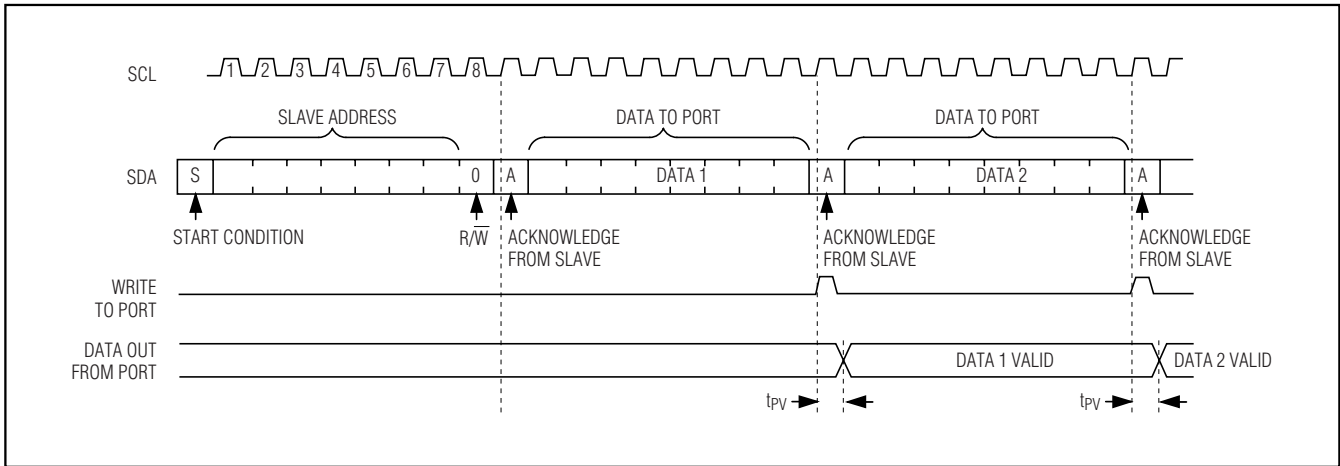 SCL 1 2 3 4 5 6 7 8
SLAVE ADDRESS DATA TO PORT DATA TO PORT
SDA S 0 A DATA 1 A DATA 2 A
START CONDITION R/W̅ ACKNOWLEDGE FROM SLAVE ACKNOWLEDGE FROM SLAVE ACKNOWLEDGE FROM SLAVE
WRITE
TO PORT
DATA OUT
FROM PORT DATA 1 VALID DATA 2 VALID
tPV tPV